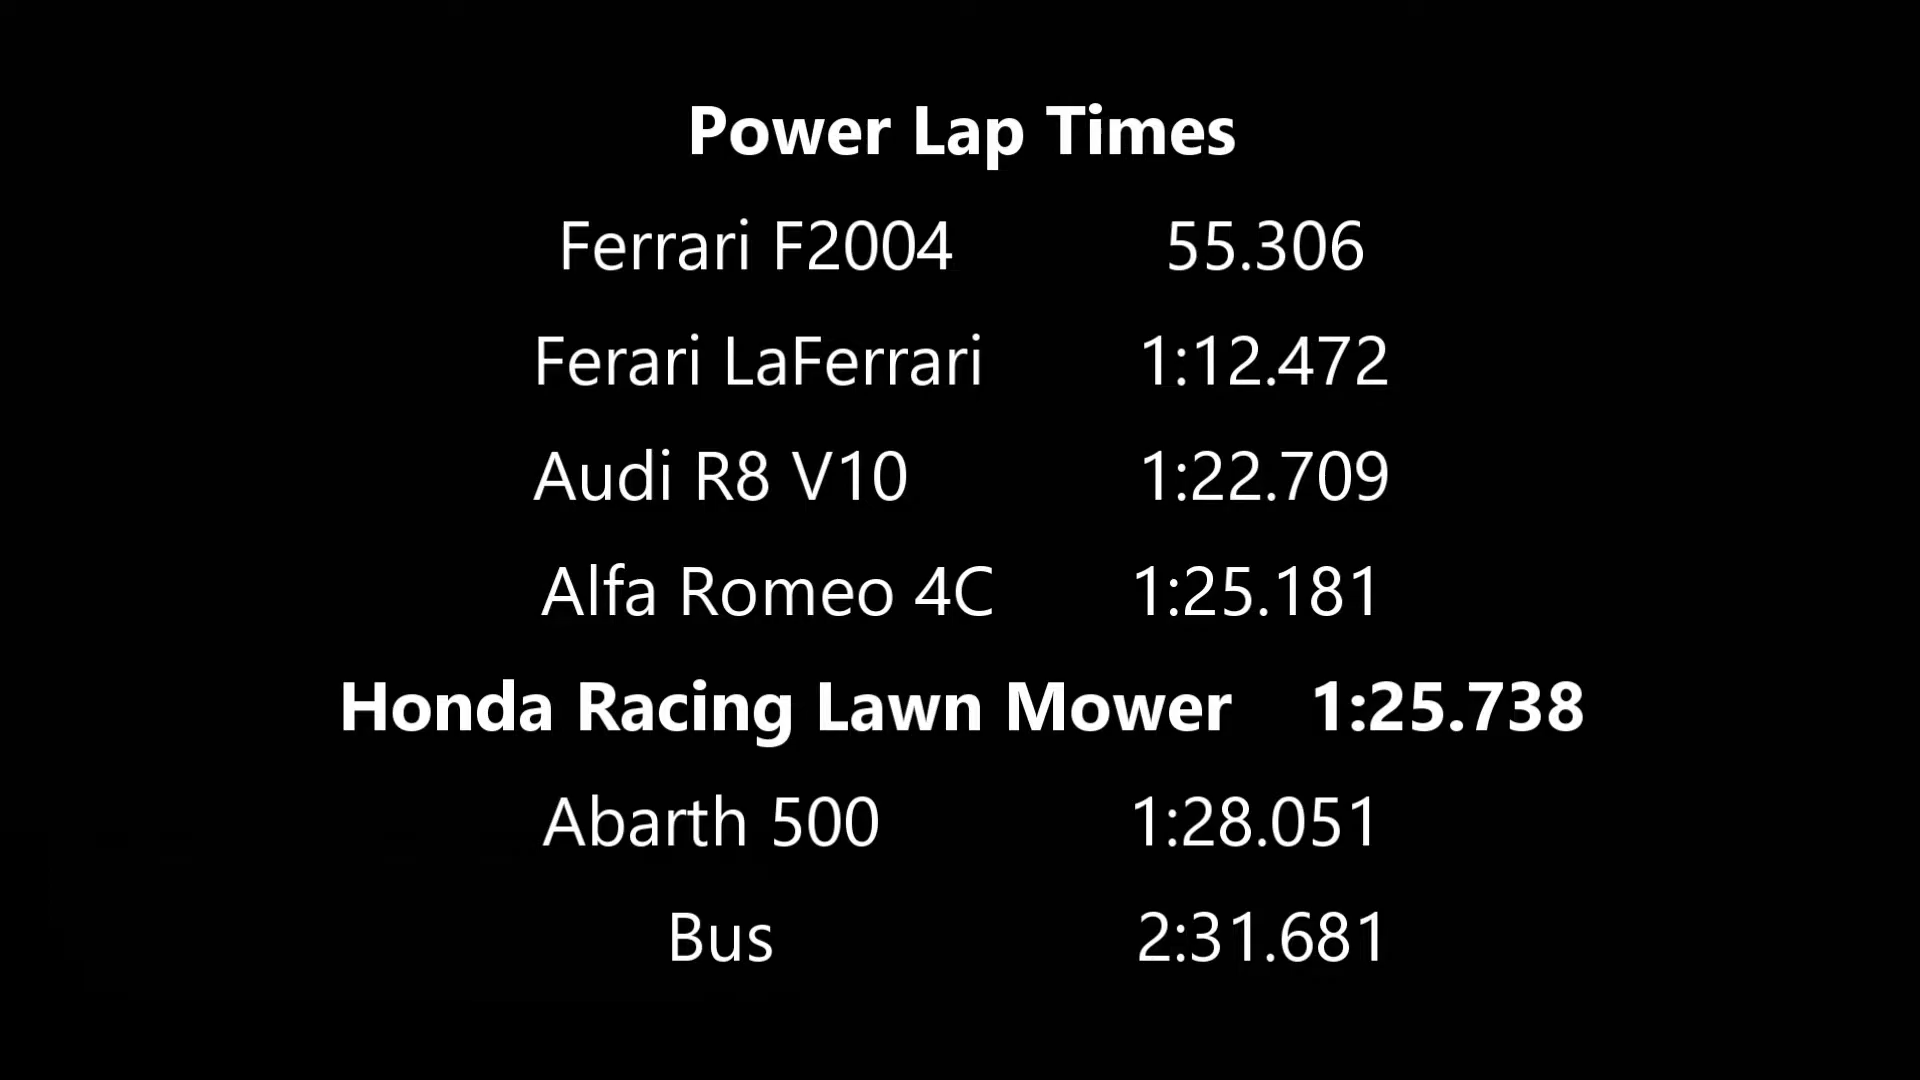 Power Lap Times
Ferrari F2004 55.306
Ferari LaFerrari 1:12.472
Audi R8 V10 1:22.709
Alfa Romeo 4C 1:25.181
Honda Racing Lawn Mower 1:25.738
Abarth 500 1:28.051
Bus 2:31.681